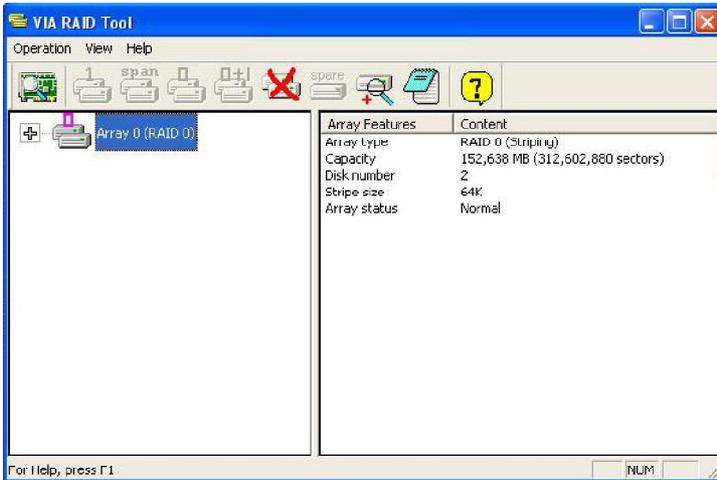 VIA RAID Tool
Operation View Help
1 span 0 0+1 spare
Array 0 (RAID 0)
Array Features Content
Array type RAID 0 (Striping)
Capacity 152,638 MB (312,602,880 sectors)
Disk number 2
Stripe size 64K
Array status Normal
For Help, press F1
NUM